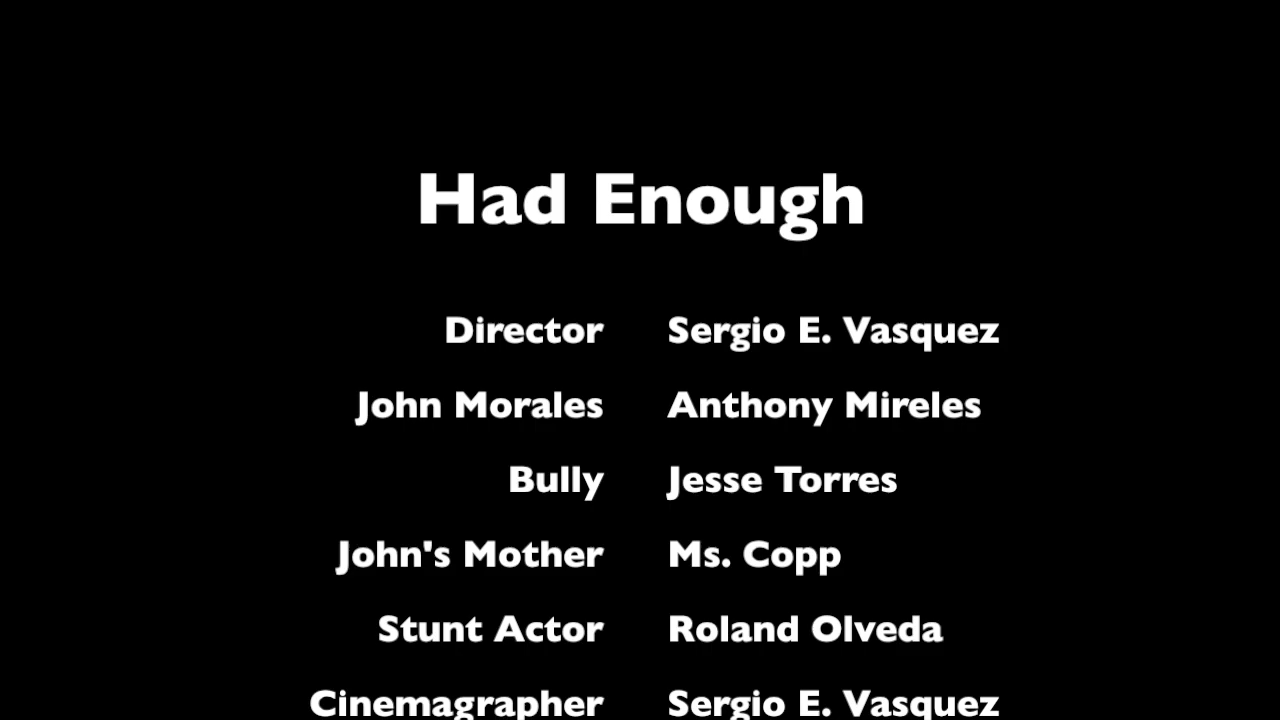 Had Enough
Director Sergio E. Vasquez
John Morales Anthony Mireles
Bully Jesse Torres
John's Mother Ms. Copp
Stunt Actor Roland Olveda
Cinemagrapher Sergio E. Vasquez